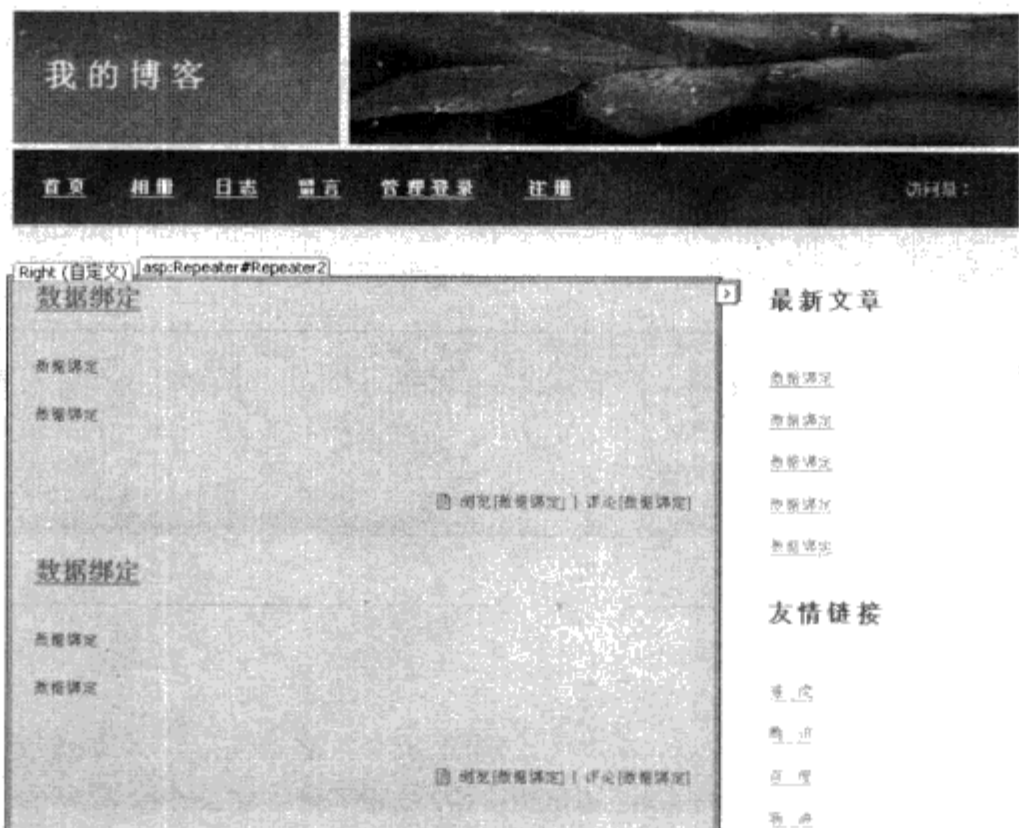 我的博客
首页 相册 日志 留言 管理登录 注册 访问量：
Right (自定义) asp:Repeater#Repeater2
数据绑定
数据绑定
数据绑定
浏览[数据绑定] | 评论[数据绑定]
数据绑定
数据绑定
数据绑定
浏览[数据绑定] | 评论[数据绑定]
最新文章
数据绑定
数据绑定
数据绑定
数据绑定
数据绑定
友情链接